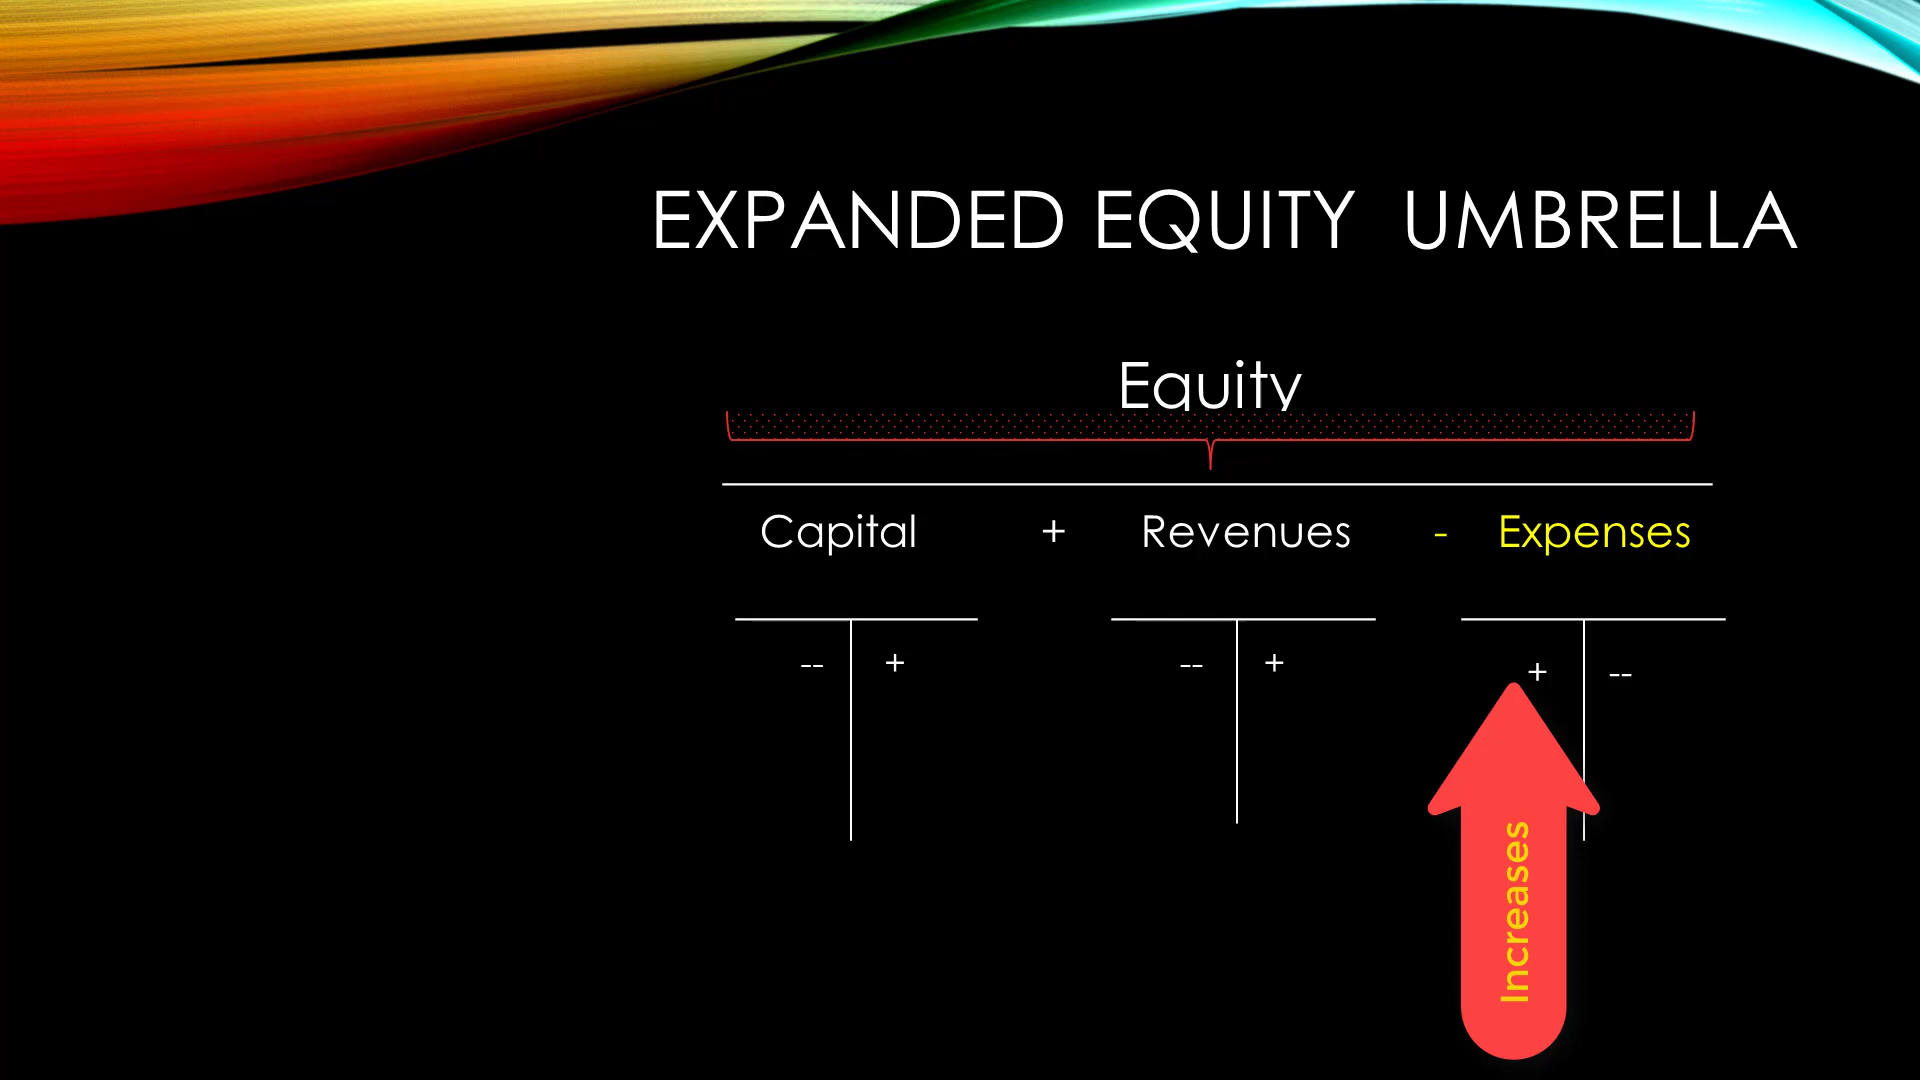 EXPANDED EQUITY UMBRELLA
Equity
Capital + Revenues - Expenses
-- + -- + + --
Increases